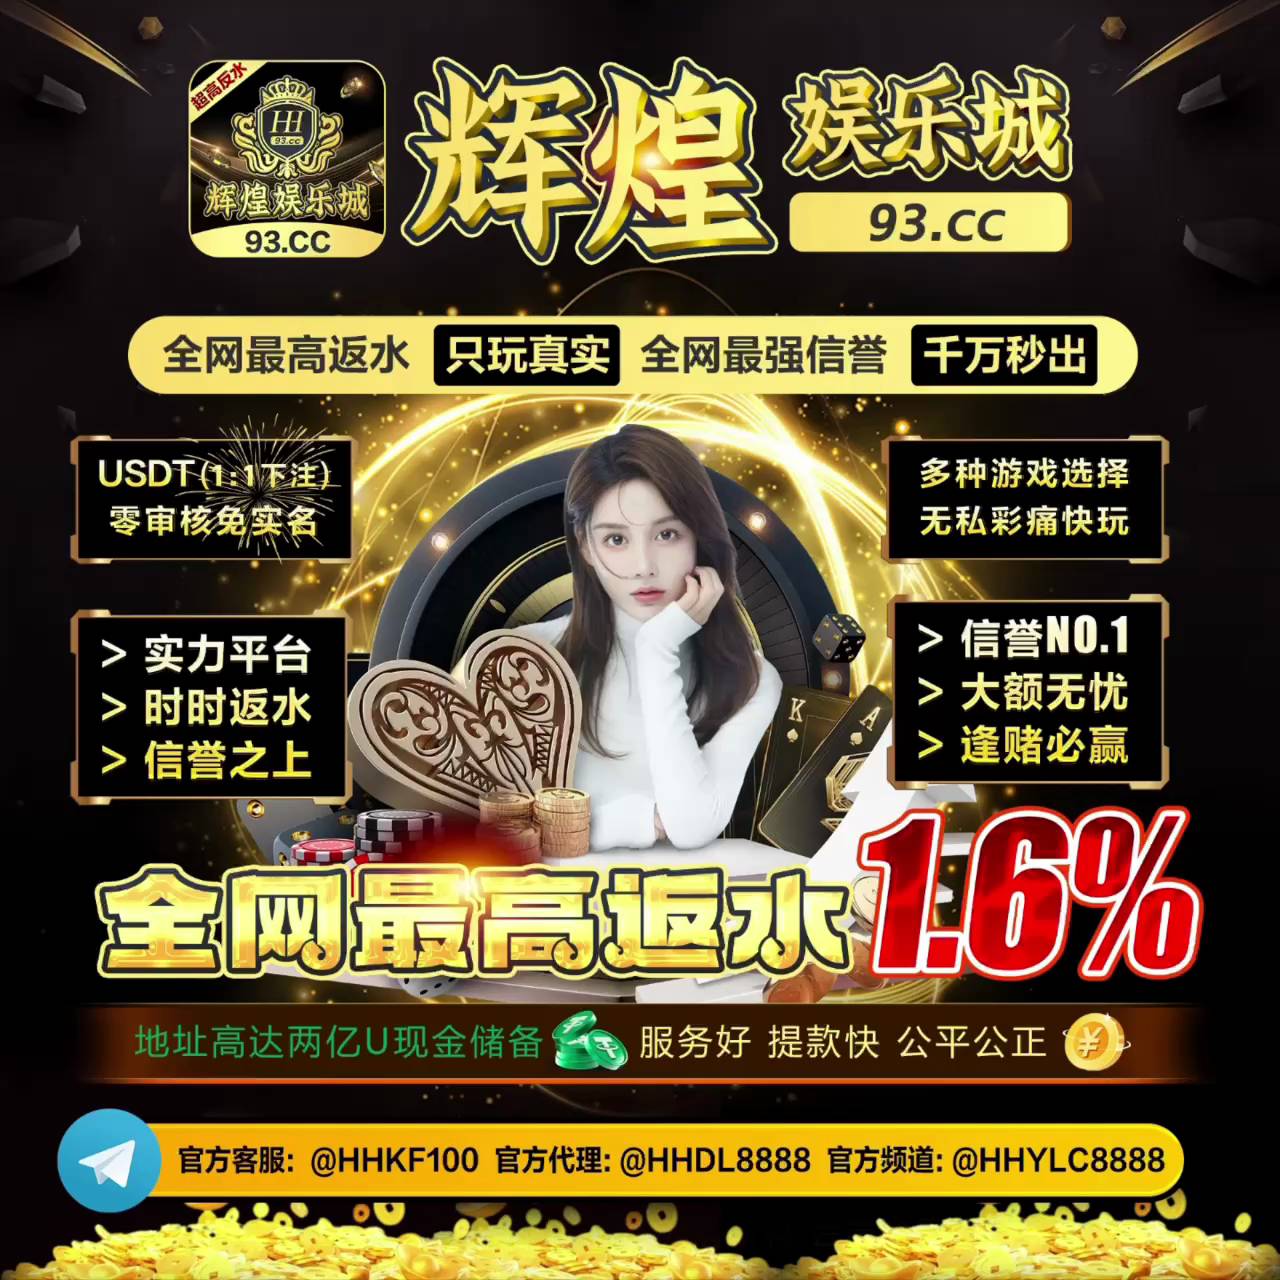 超高反水
HH
93.cc
辉煌娱乐城
93.CC
辉煌 娱乐城
93.CC
全网最高返水 只玩真实 全网最强信誉 千万秒出
USDT(1:1下注)
零审核免实名
多种游戏选择
无私彩痛快玩
> 实力平台
> 时时返水
> 信誉之上
> 信誉NO.1
> 大额无忧
> 逢赌必赢
K
A
全网最高返水 1.6%
地址高达两亿U现金储备 服务好 提款快 公平公正
官方客服: @HHKF100 官方代理: @HHDL8888 官方频道: @HHYLC8888